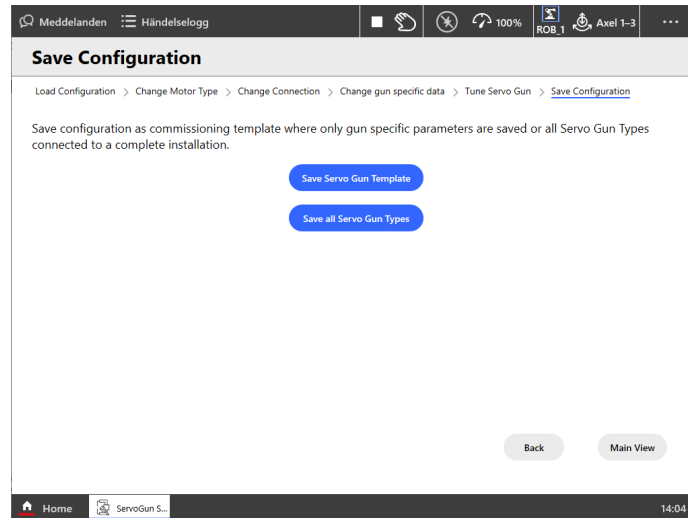 Meddelanden Händelselogg 100% ROB_1 Axel 1–3 ...
Save Configuration
Load Configuration > Change Motor Type > Change Connection > Change gun specific data > Tune Servo Gun > Save Configuration
Save configuration as commissioning template where only gun specific parameters are saved or all Servo Gun Types
connected to a complete installation.
Save Servo Gun Template
Save all Servo Gun Types
Back Main View
Home ServoGun S... 14:04